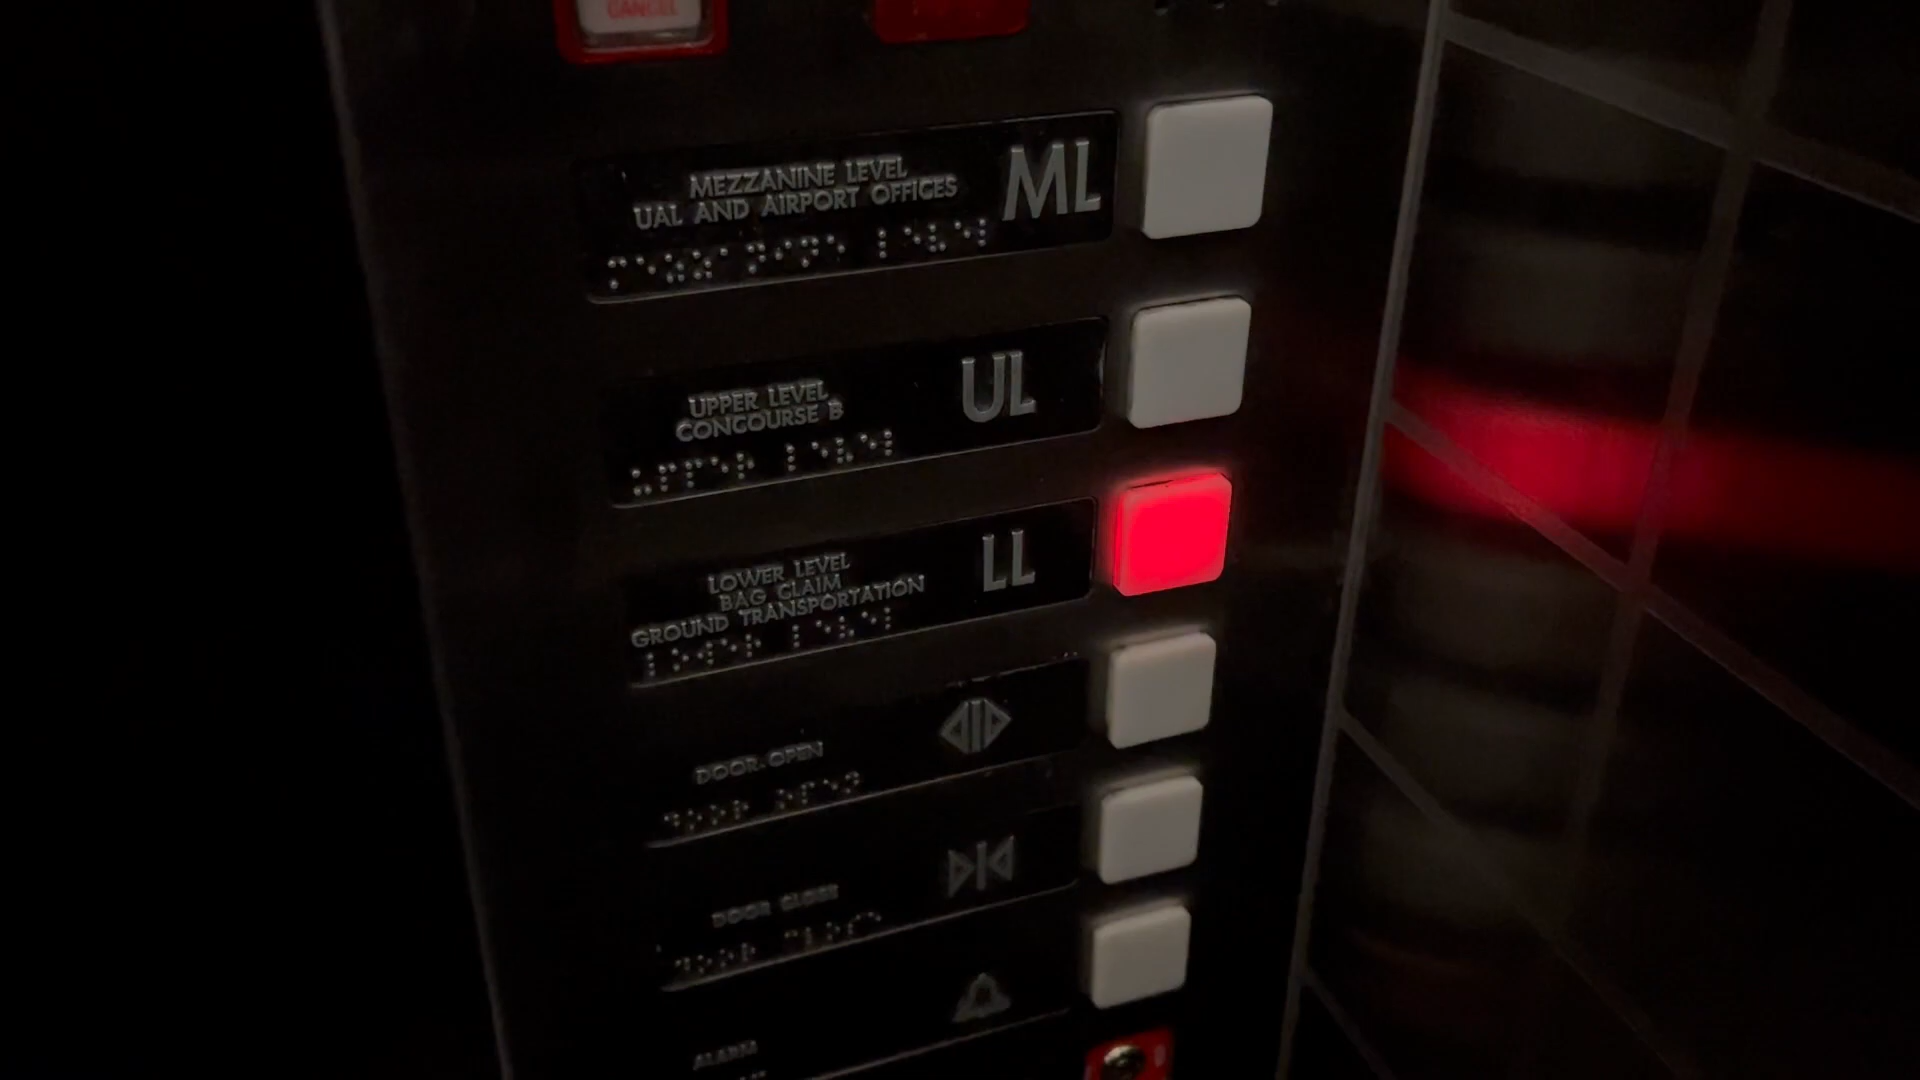 CANCEL
MEZZANINE LEVEL
UAL AND AIRPORT OFFICES
ML
UPPER LEVEL
CONCOURSE B
UL
LOWER LEVEL
BAG CLAIM
GROUND TRANSPORTATION
LL
DOOR OPEN
DOOR CLOSE
ALARM